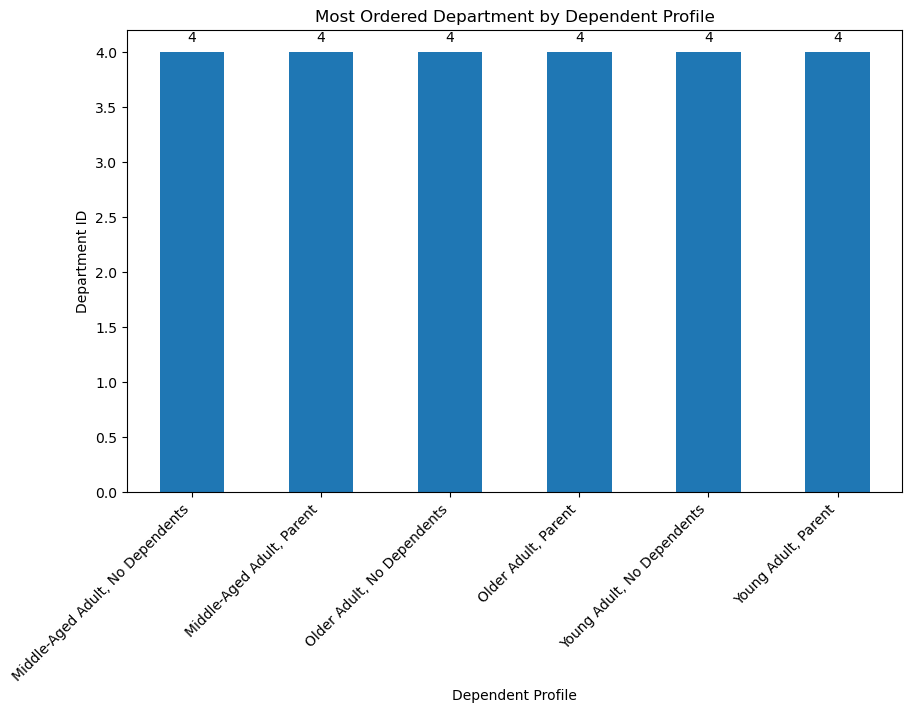 Most Ordered Department by Dependent Profile
4 4 4 4 4 4
4.0
3.5
3.0
2.5
2.0
1.5
1.0
0.5
0.0
Department ID
Middle-Aged Adult, No Dependents
Middle-Aged Adult, Parent
Older Adult, No Dependents
Older Adult, Parent
Young Adult, No Dependents
Young Adult, Parent
Dependent Profile